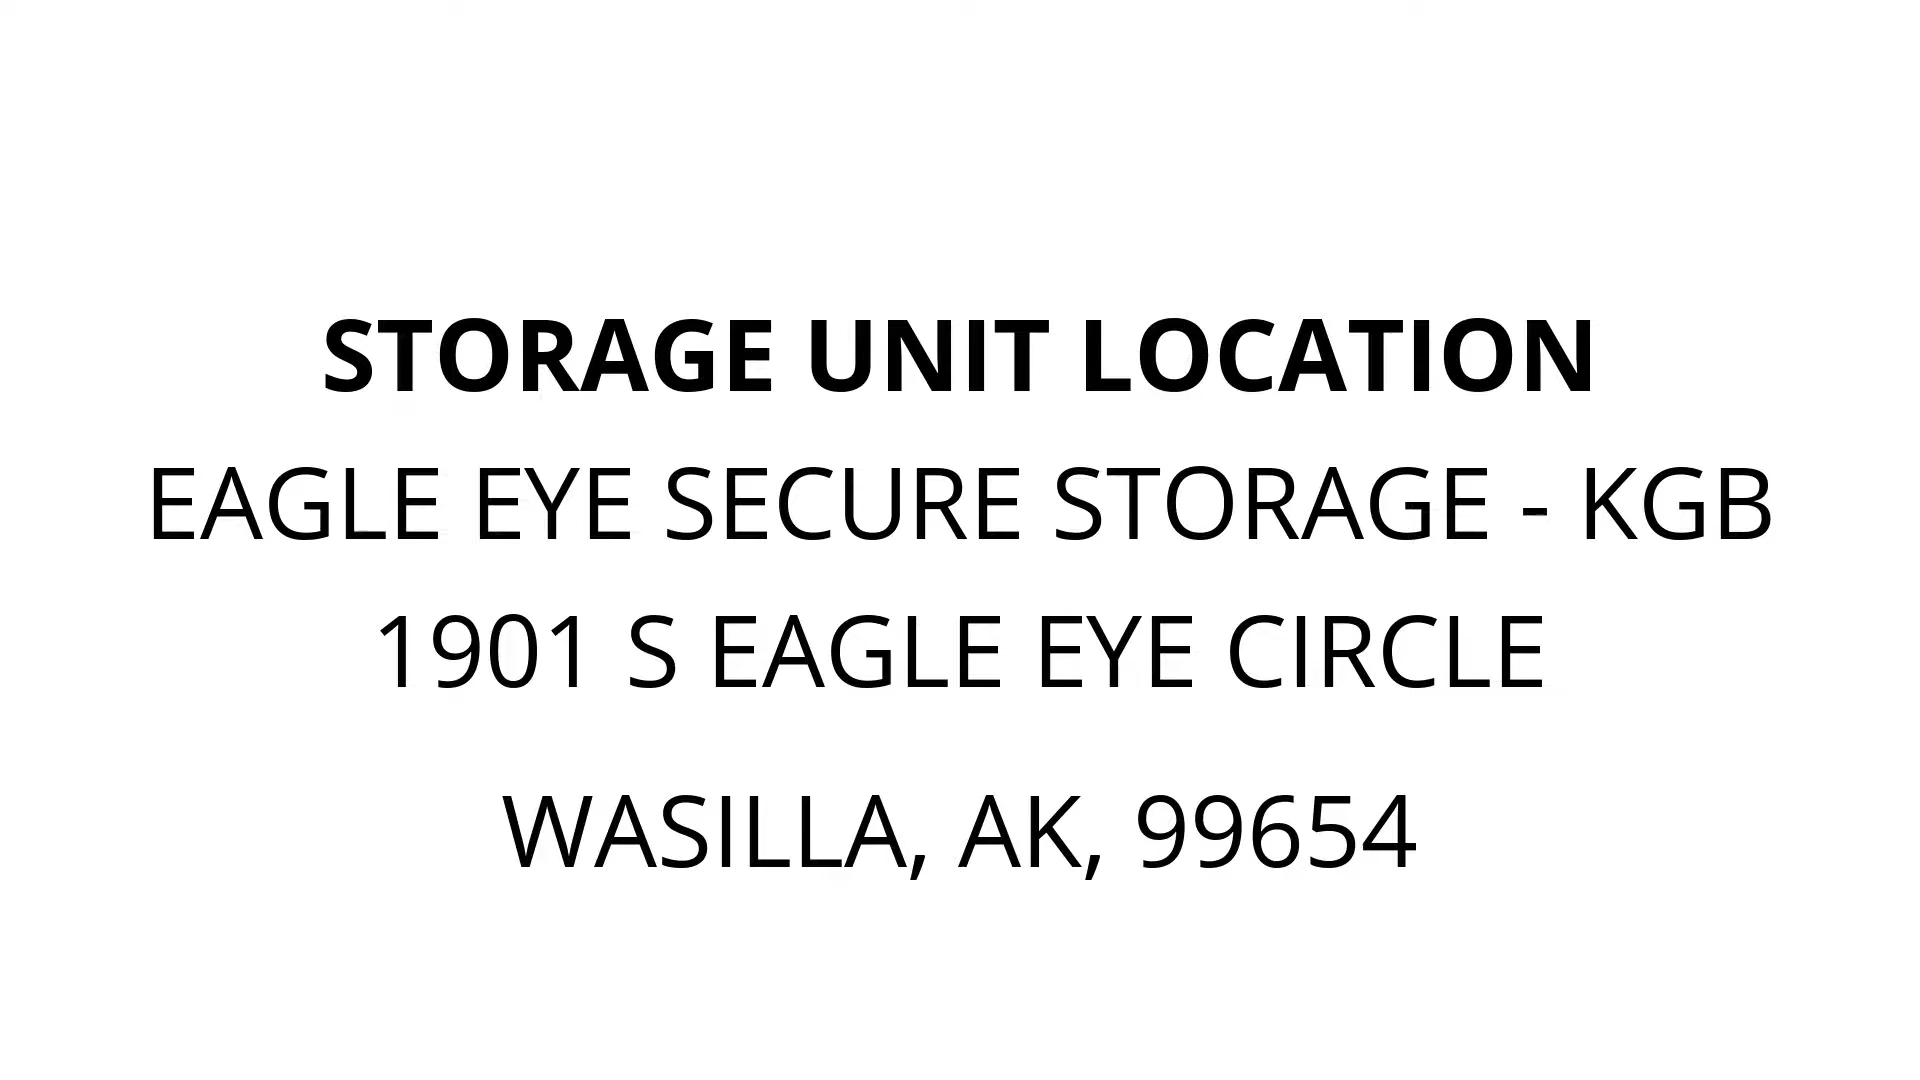 STORAGE UNIT LOCATION
EAGLE EYE SECURE STORAGE - KGB
1901 S EAGLE EYE CIRCLE
WASILLA, AK, 99654